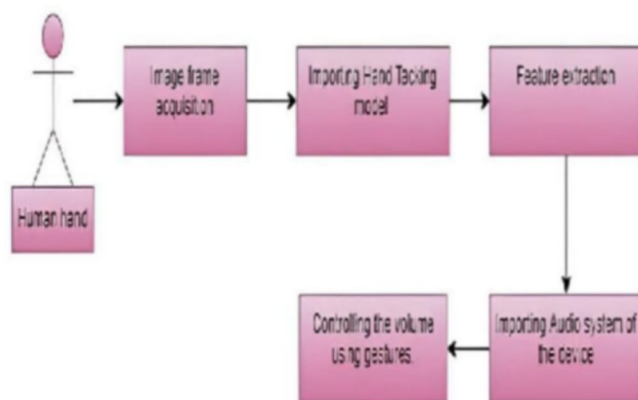 Image frame
acquisition
Importing Hand Tacking
model
Feature extraction
Human hand
Importing Audio system of
the device
Controlling the volume
using gestures.